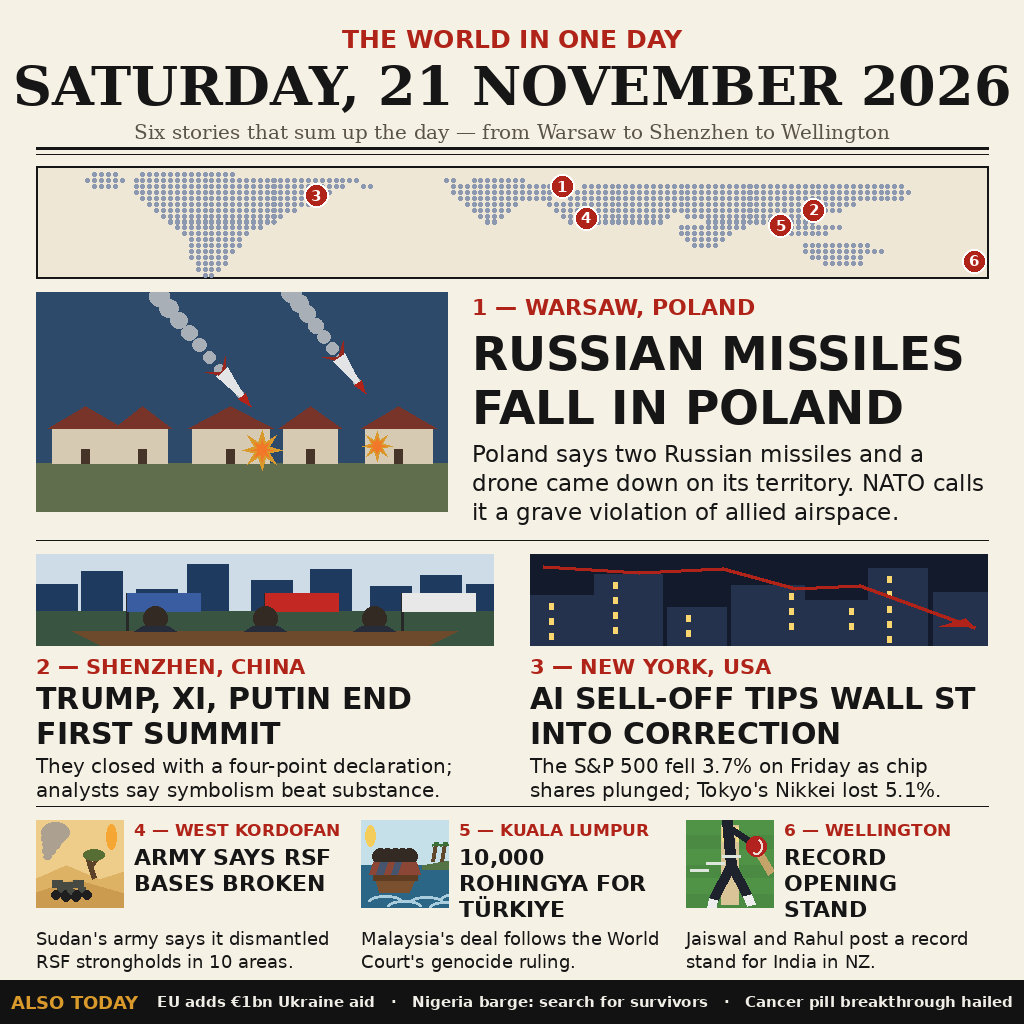 THE WORLD IN ONE DAY
SATURDAY, 21 NOVEMBER 2026
Six stories that sum up the day — from Warsaw to Shenzhen to Wellington
3
1
2
4
5
6
1 — WARSAW, POLAND
RUSSIAN MISSILES
FALL IN POLAND
Poland says two Russian missiles and a
drone came down on its territory. NATO calls
it a grave violation of allied airspace.
2 — SHENZHEN, CHINA
TRUMP, XI, PUTIN END
FIRST SUMMIT
They closed with a four-point declaration;
analysts say symbolism beat substance.
3 — NEW YORK, USA
AI SELL-OFF TIPS WALL ST
INTO CORRECTION
The S&P 500 fell 3.7% on Friday as chip
shares plunged; Tokyo's Nikkei lost 5.1%.
4 — WEST KORDOFAN
ARMY SAYS RSF
BASES BROKEN
Sudan's army says it dismantled
RSF strongholds in 10 areas.
5 — KUALA LUMPUR
10,000
ROHINGYA FOR
TÜRKIYE
Malaysia's deal follows the World
Court's genocide ruling.
6 — WELLINGTON
RECORD
OPENING
STAND
Jaiswal and Rahul post a record
stand for India in NZ.
ALSO TODAY EU adds €1bn Ukraine aid · Nigeria barge: search for survivors · Cancer pill breakthrough hailed